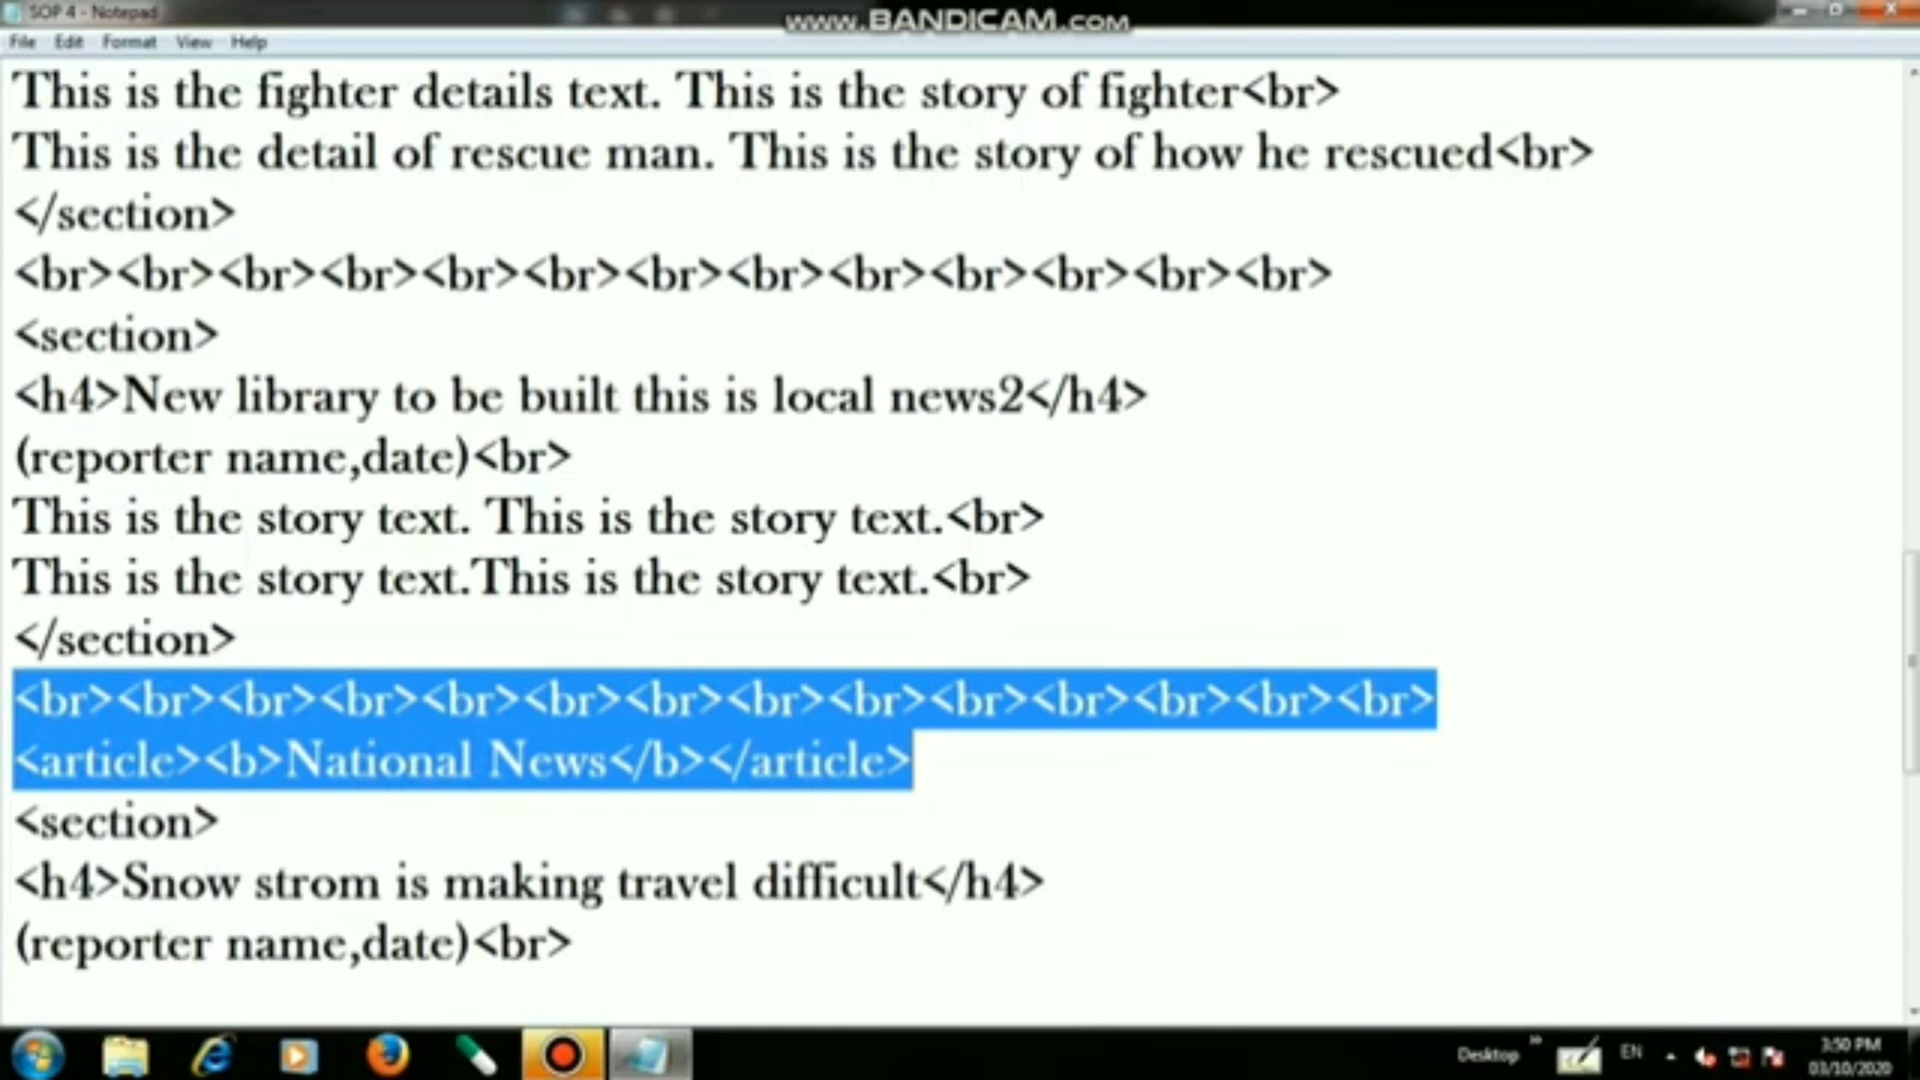 SOP 4 - Notepad
www.BANDICAM.com
File Edit Format View Help
This is the fighter details text. This is the story of fighter<br>
This is the detail of rescue man. This is the story of how he rescued<br>
</section>
<br><br><br><br><br><br><br><br><br><br><br><br><br>
<section>
<h4>New library to be built this is local news2</h4>
(reporter name,date)<br>
This is the story text. This is the story text.<br>
This is the story text.This is the story text.<br>
</section>
<br><br><br><br><br><br><br><br><br><br><br><br><br><br>
<article><b>National News</b></article>
<section>
<h4>Snow strom is making travel difficult</h4>
(reporter name,date)<br>
Desktop
EN
3:50 PM
03/10/2020